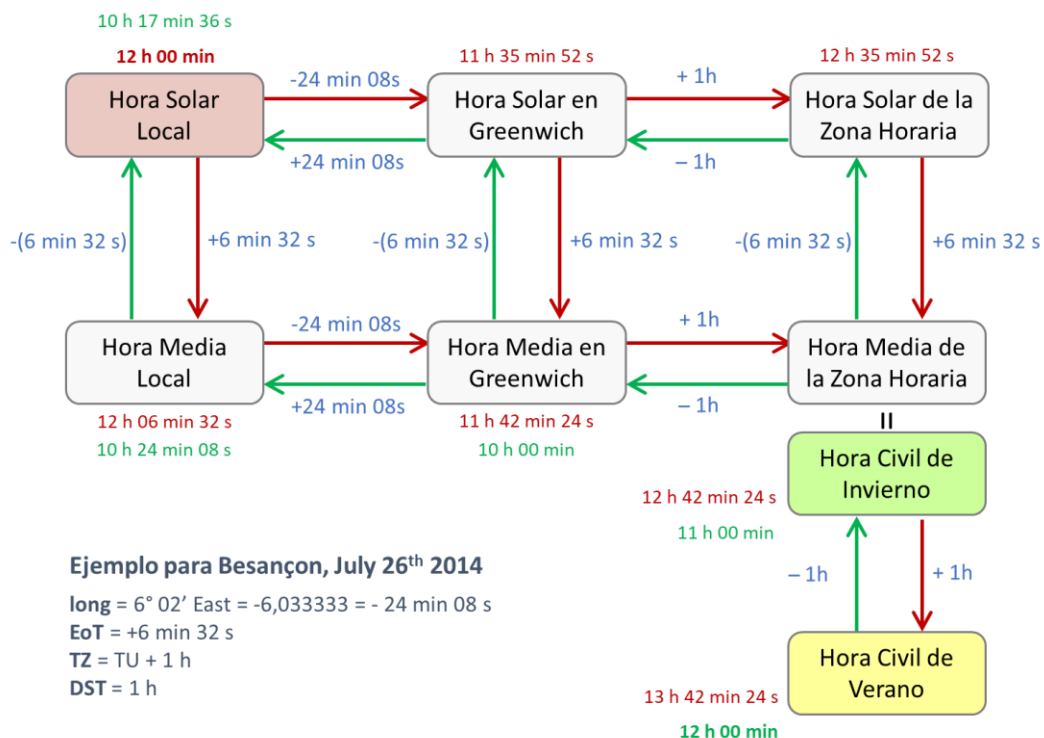 10 h 17 min 36 s
12 h 00 min
11 h 35 min 52 s
12 h 35 min 52 s
Hora Solar
Local
-24 min 08s
+24 min 08s
Hora Solar en
Greenwich
+ 1h
– 1h
Hora Solar de la
Zona Horaria
-(6 min 32 s)
+6 min 32 s
-(6 min 32 s)
+6 min 32 s
-(6 min 32 s)
+6 min 32 s
Hora Media
Local
-24 min 08s
+24 min 08s
Hora Media en
Greenwich
+ 1h
– 1h
Hora Media de
la Zona Horaria
12 h 06 min 32 s
10 h 24 min 08 s
11 h 42 min 24 s
10 h 00 min
=
Hora Civil de
Invierno
12 h 42 min 24 s
11 h 00 min
– 1h
+ 1h
Hora Civil de
Verano
13 h 42 min 24 s
12 h 00 min
Ejemplo para Besançon, July 26th 2014
long = 6° 02’ East = -6,033333 = - 24 min 08 s
EoT = +6 min 32 s
TZ = TU + 1 h
DST = 1 h